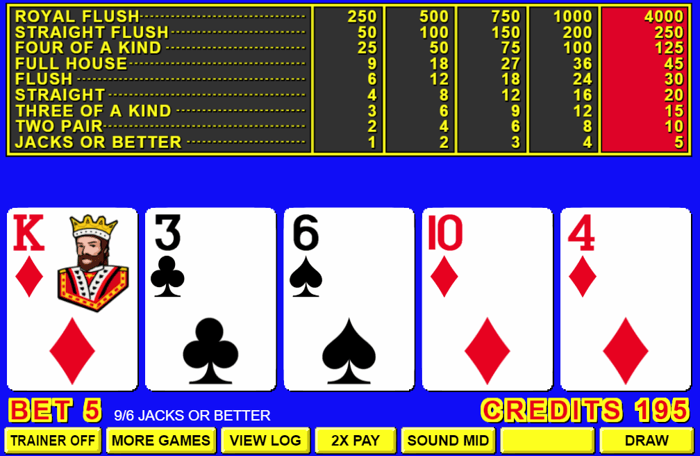 ROYAL FLUSH 250 500 750 1000 4000
STRAIGHT FLUSH 50 100 150 200 250
FOUR OF A KIND 25 50 75 100 125
FULL HOUSE 9 18 27 36 45
FLUSH 6 12 18 24 30
STRAIGHT 4 8 12 16 20
THREE OF A KIND 3 6 9 12 15
TWO PAIR 2 4 6 8 10
JACKS OR BETTER 1 2 3 4 5
K 3 6 10 4
BET 5 9/6 JACKS OR BETTER CREDITS 195
TRAINER OFF MORE GAMES VIEW LOG 2X PAY SOUND MID DRAW